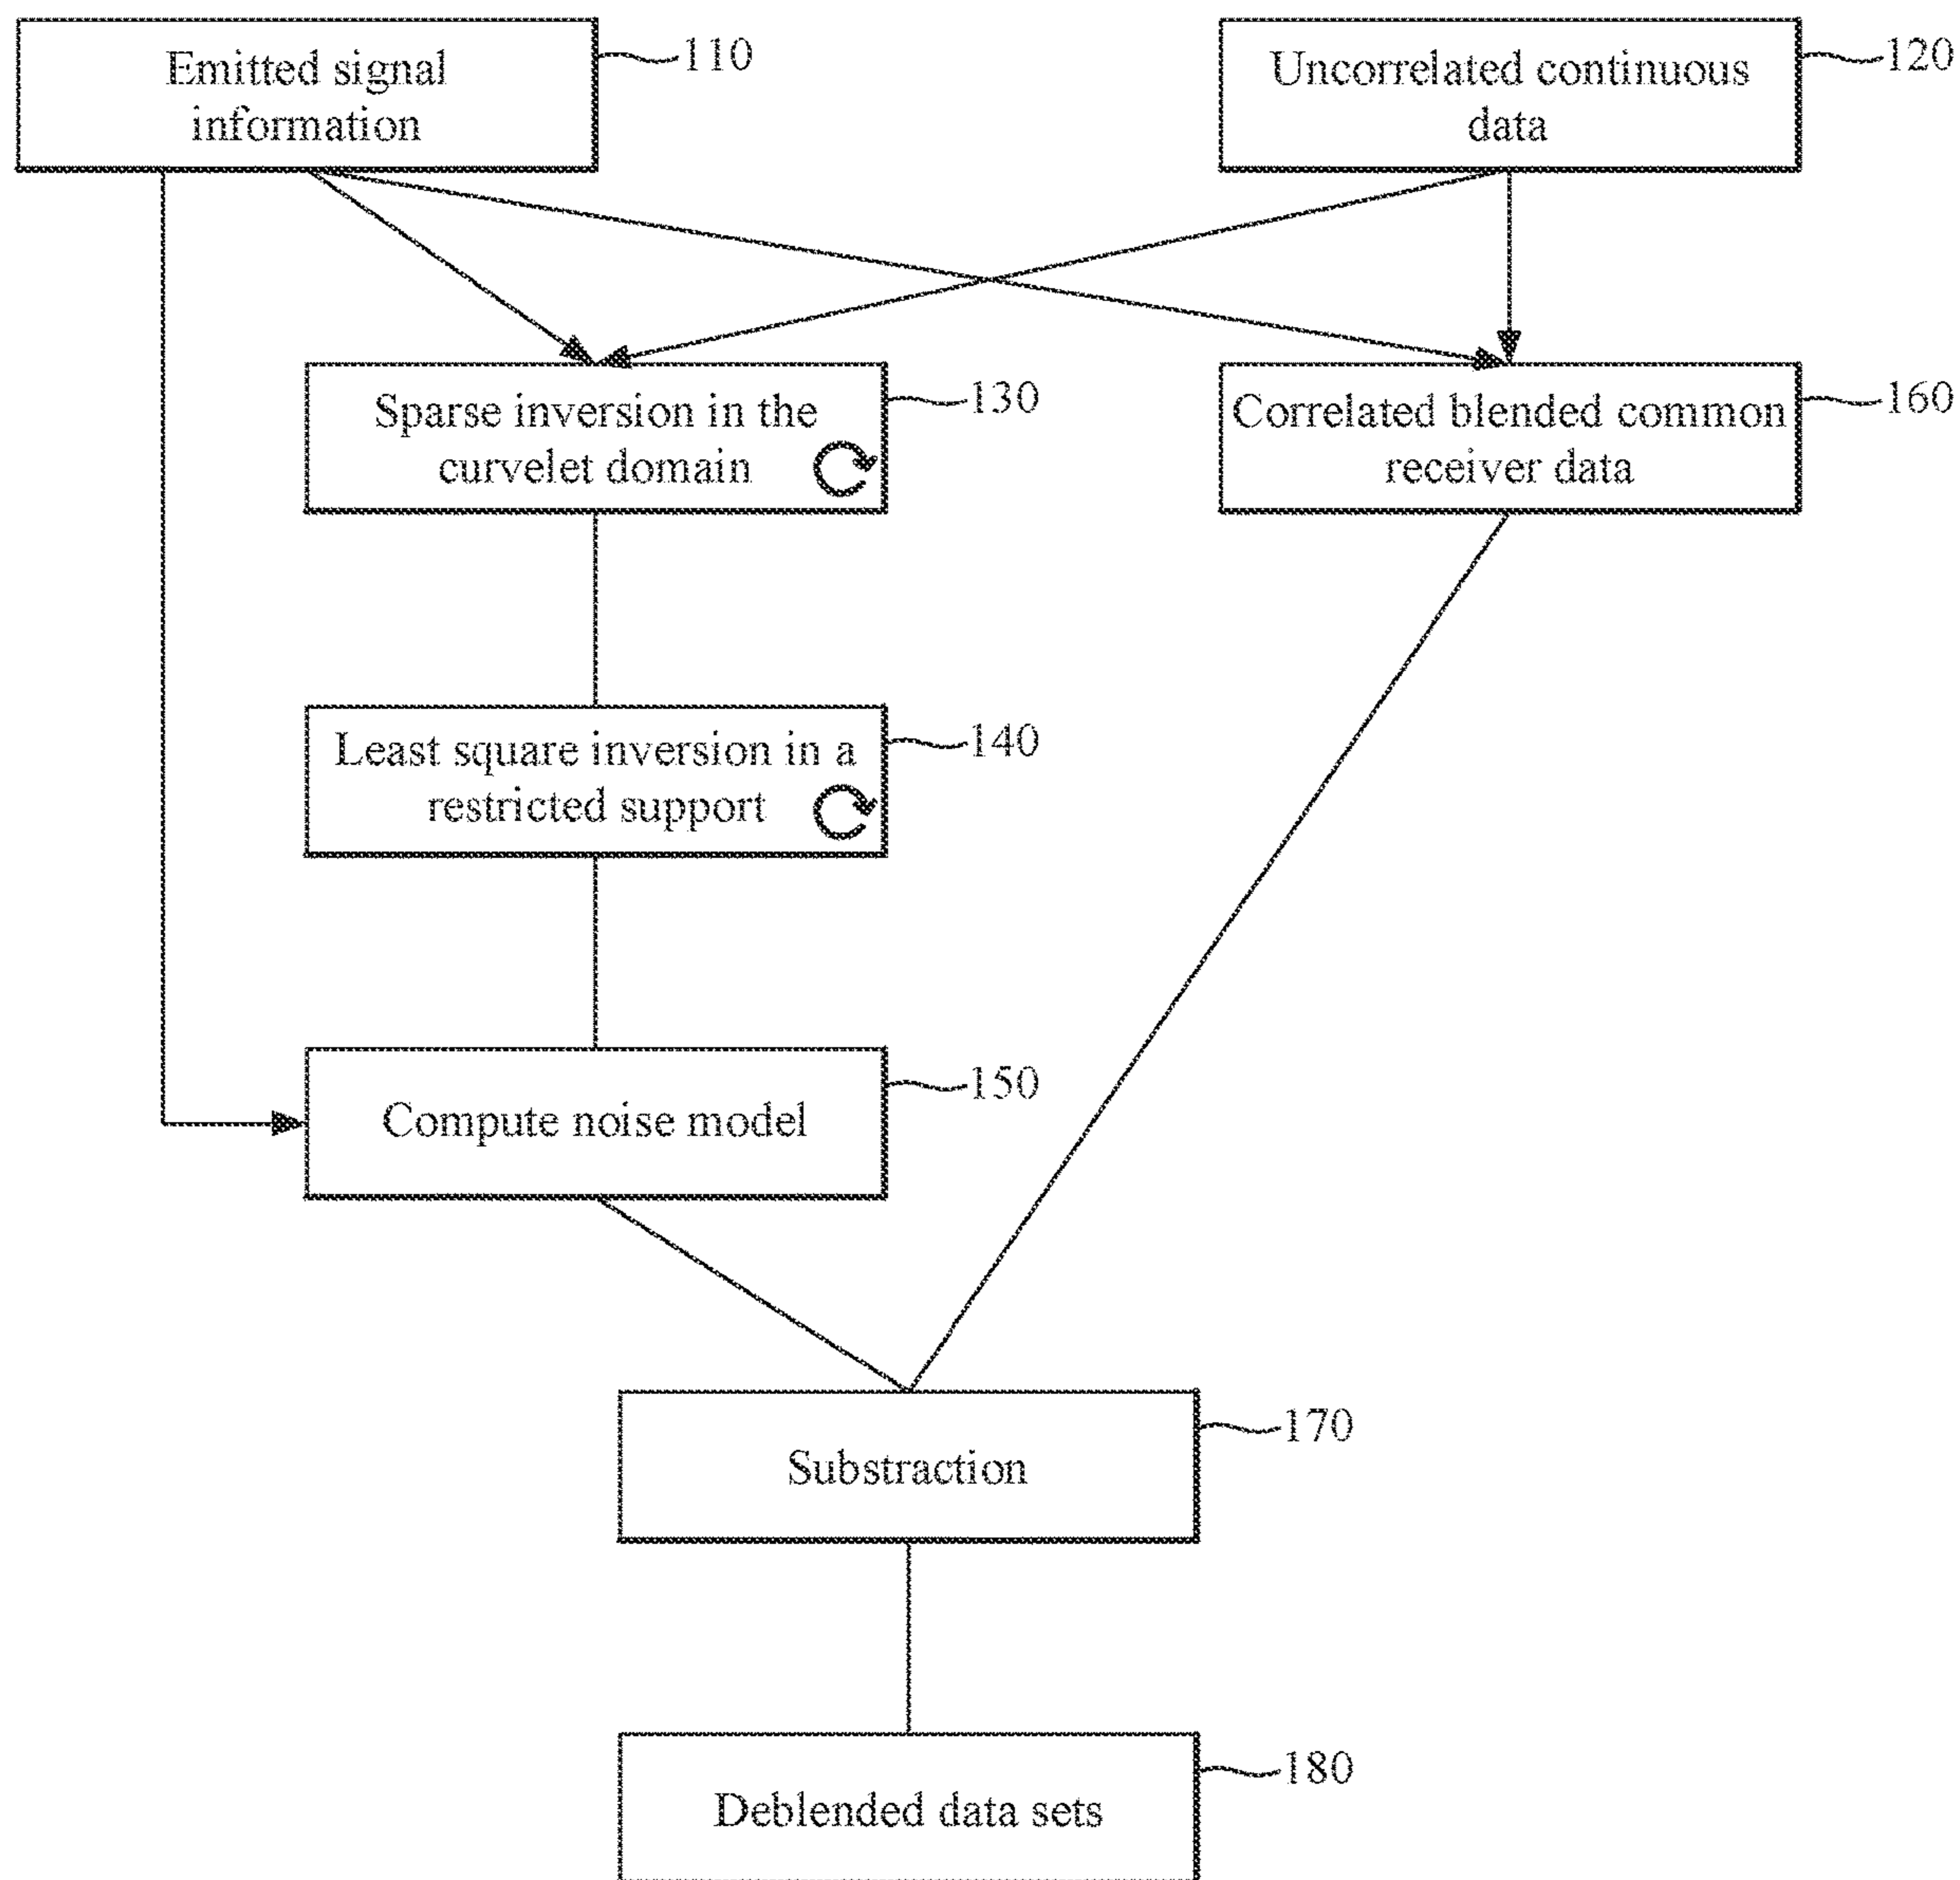 Emitted signal
information
110
Uncorrelated continuous
data
120
Sparse inversion in the
curvelet domain
130
Correlated blended common
receiver data
160
Least square inversion in a
restricted support
140
Compute noise model
150
Substraction
170
Deblended data sets
180